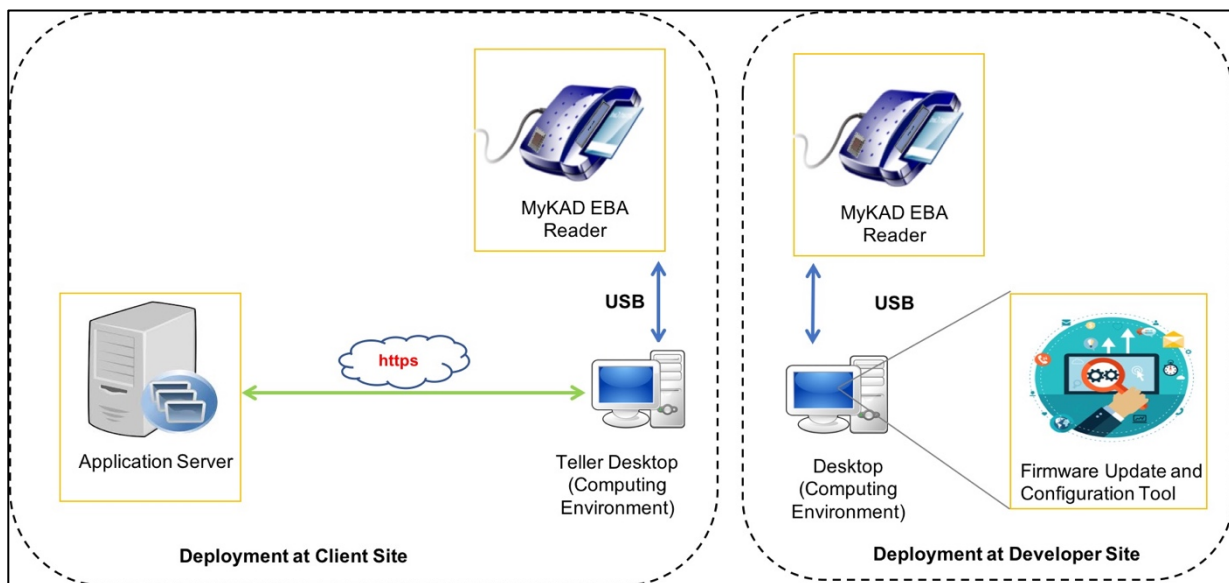 MyKAD EBA
Reader
USB
https
Application Server
Teller Desktop
(Computing
Environment)
Deployment at Client Site
MyKAD EBA
Reader
USB
Desktop
(Computing
Environment)
Firmware Update and
Configuration Tool
Deployment at Developer Site